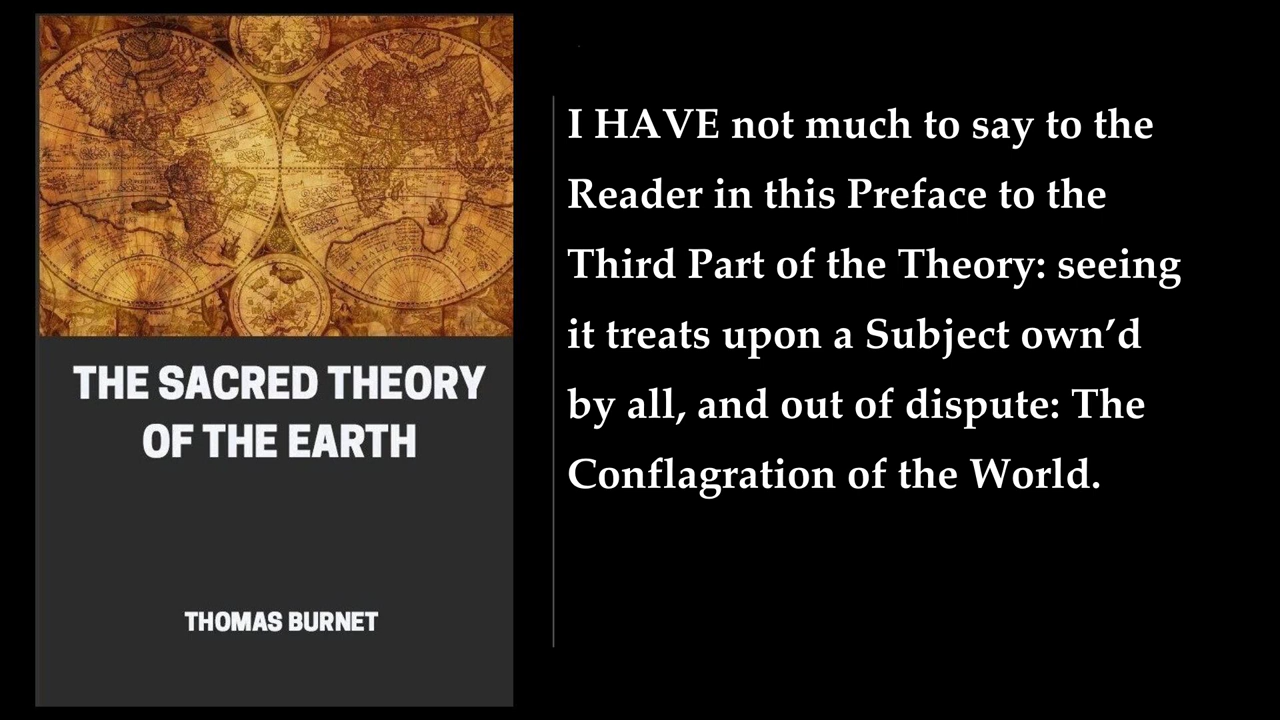 THE SACRED THEORY
OF THE EARTH
THOMAS BURNET
I HAVE not much to say to the
Reader in this Preface to the
Third Part of the Theory: seeing
it treats upon a Subject own’d
by all, and out of dispute: The
Conflagration of the World.